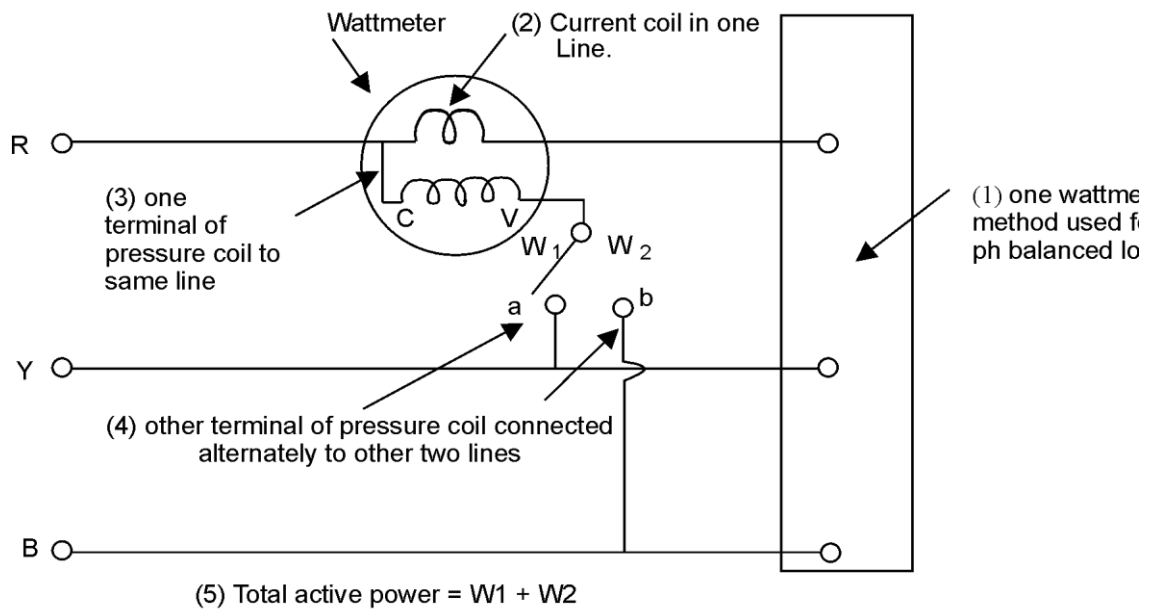 Wattmeter
(2) Current coil in one
Line.
R
(3) one
terminal of
pressure coil to
same line
C V
W 1 W 2
a b
(1) one
method used
ph balanced
Y
(4) other terminal of pressure coil connected
alternately to other two lines
B
(5) Total active power = W1 + W2